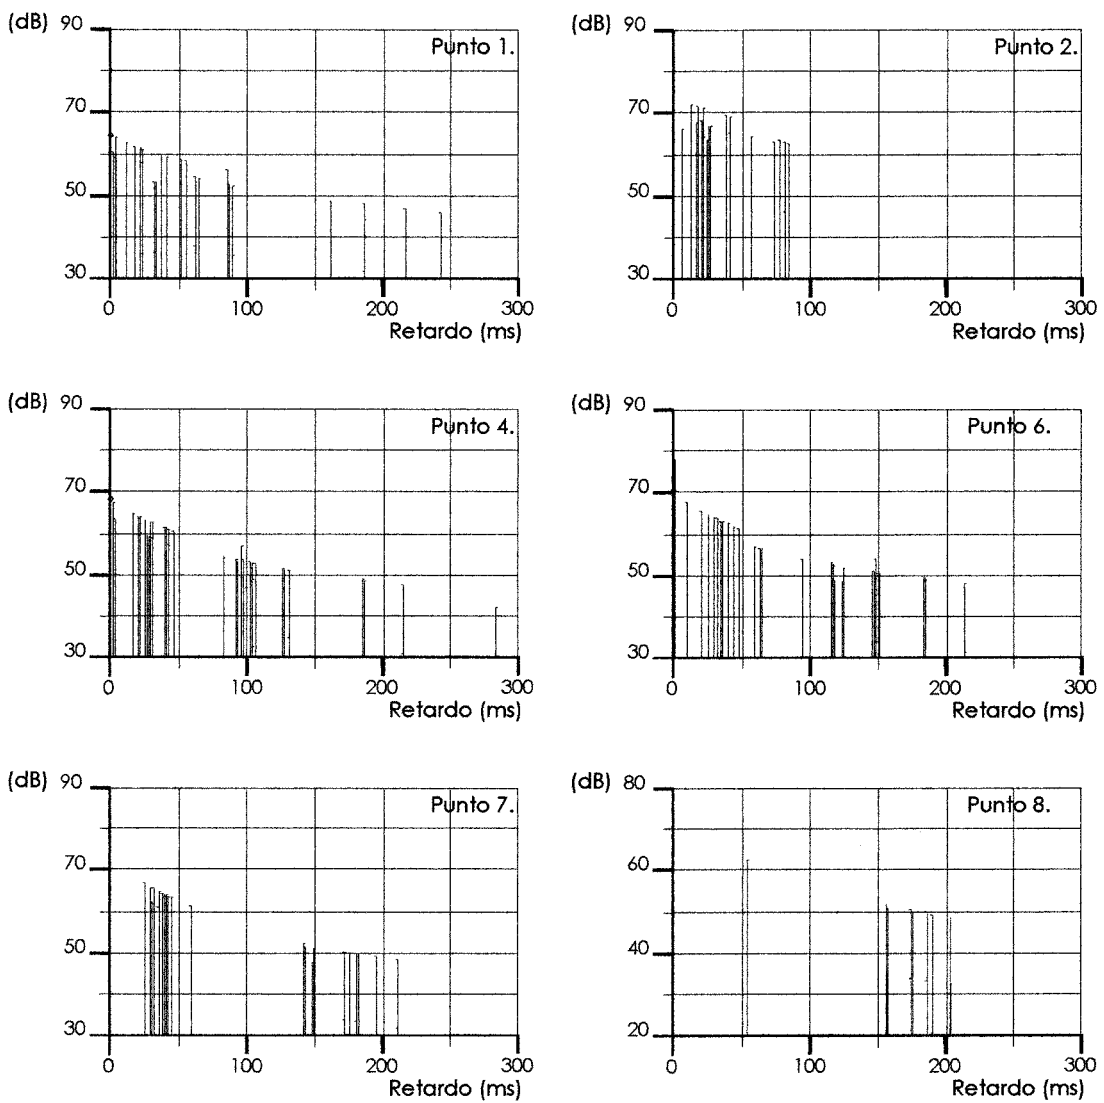 (dB) 90
Punto 1.
70
50
30
0 100 200 300
Retardo (ms)
(dB) 90
Punto 2.
70
50
30
0 100 200 300
Retardo (ms)
(dB) 90
Punto 4.
70
50
30
0 100 200 300
Retardo (ms)
(dB) 90
Punto 6.
70
50
30
0 100 200 300
Retardo (ms)
(dB) 90
Punto 7.
70
50
30
0 100 200 300
Retardo (ms)
(dB) 80
Punto 8.
60
40
20
0 100 200 300
Retardo (ms)